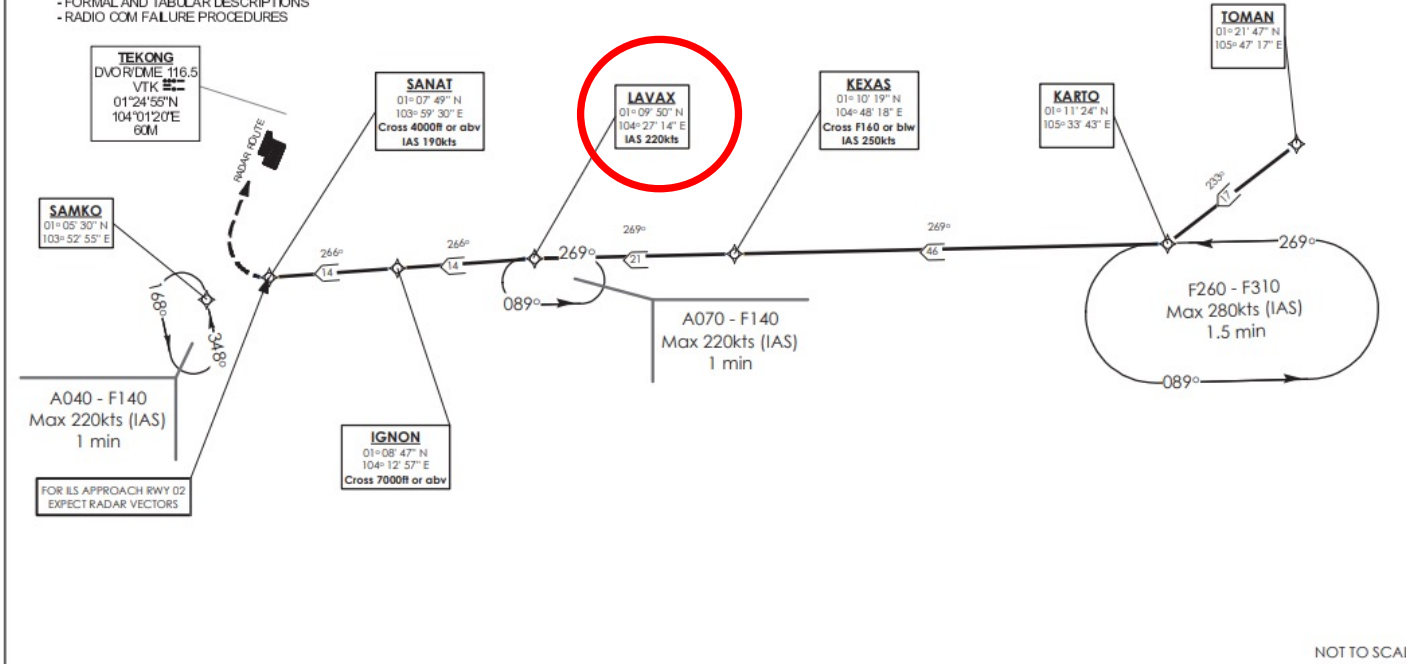 - FORMAL AND TABULAR DESCRIPTIONS
- RADIO COM FAILURE PROCEDURES
TOMAN
01° 21' 47" N
105° 47' 17" E
TEKONG
DVOR/DME 116.5
VTK
01°24'55"N
104°01'20"E
60M
SANAT
01° 07' 49" N
103° 59' 30" E
Cross 4000ft or abv
IAS 190kts
LAVAX
01° 09' 50" N
104° 27' 14" E
IAS 220kts
KEXAS
01° 10' 19" N
104° 48' 18" E
Cross F160 or blw
IAS 250kts
KARTO
01° 11' 24" N
105° 33' 43" E
RADAR ROUTE
233°
17
SAMKO
01° 05' 30" N
103° 52' 55" E
266°
14
266°
14
269°
269°
21
269°
46
269°
089°
168°
348°
A070 - F140
Max 220kts (IAS)
1 min
F260 - F310
Max 280kts (IAS)
1.5 min
089°
A040 - F140
Max 220kts (IAS)
1 min
IGNON
01° 08' 47" N
104° 12' 57" E
Cross 7000ft or abv
FOR ILS APPROACH RWY 02
EXPECT RADAR VECTORS
NOT TO SCAL